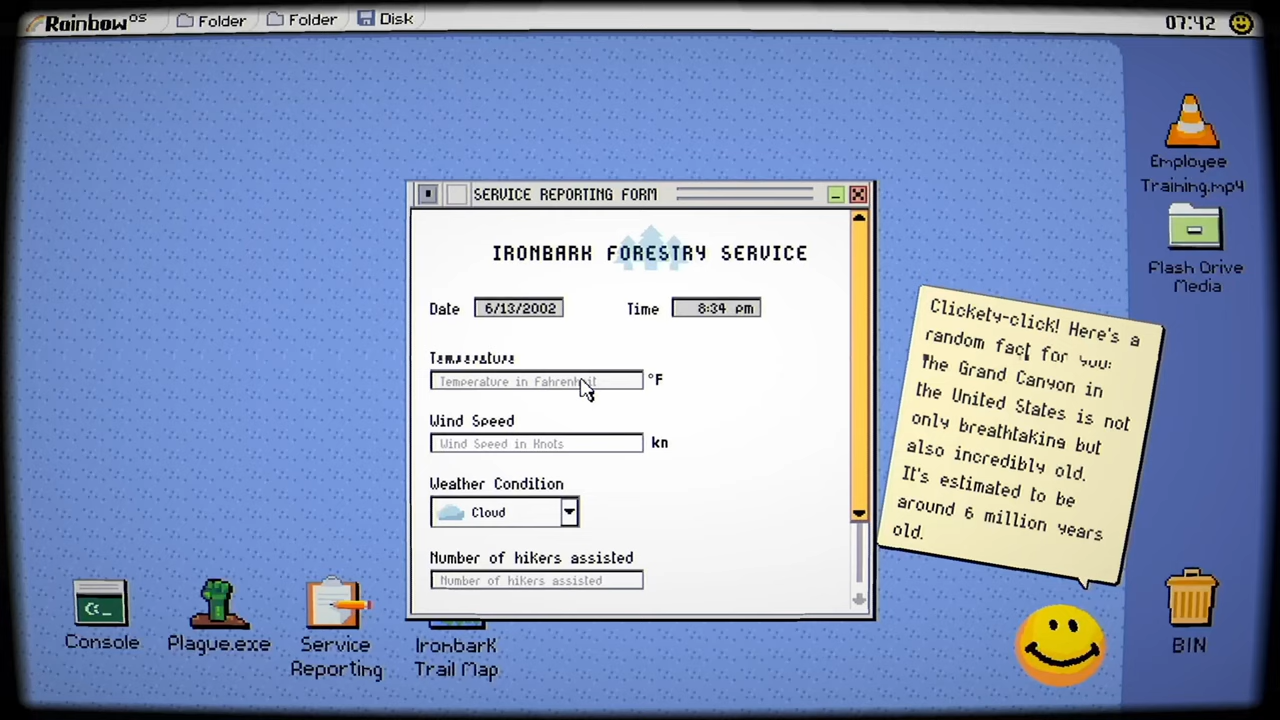 Rainbow OS Folder Folder Disk 07:42
Employee
Training.mp4
Flash Drive
Media
SERVICE REPORTING FORM
IRONBARK FORESTRY SERVICE
Date 6/13/2002 Time 8:34 pm
Temperature
Temperature in Fahrenheit °F
Wind Speed
Wind Speed in Knots kn
Weather Condition
Cloud
Number of hikers assisted
Number of hikers assisted
Clickety-click! Here's a
random fact for you:
The Grand Canyon in
the United States is not
only breathtaking but
also incredibly old.
It's estimated to be
around 6 million years
old.
Console
Plague.exe
Service
Reporting
Ironbark
Trail Map
BIN